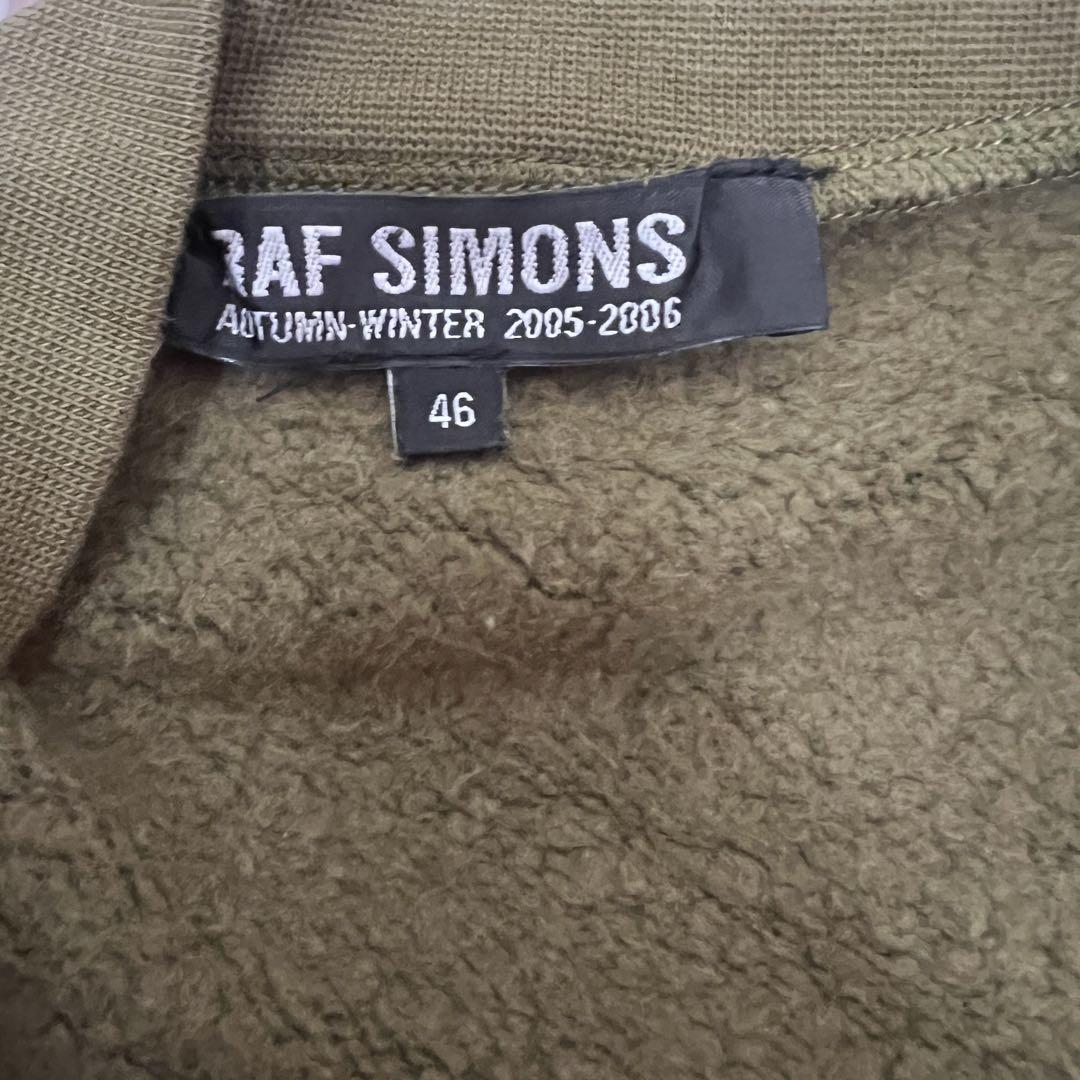 RAF SIMONS
AUTUMN-WINTER 2005-2006
46